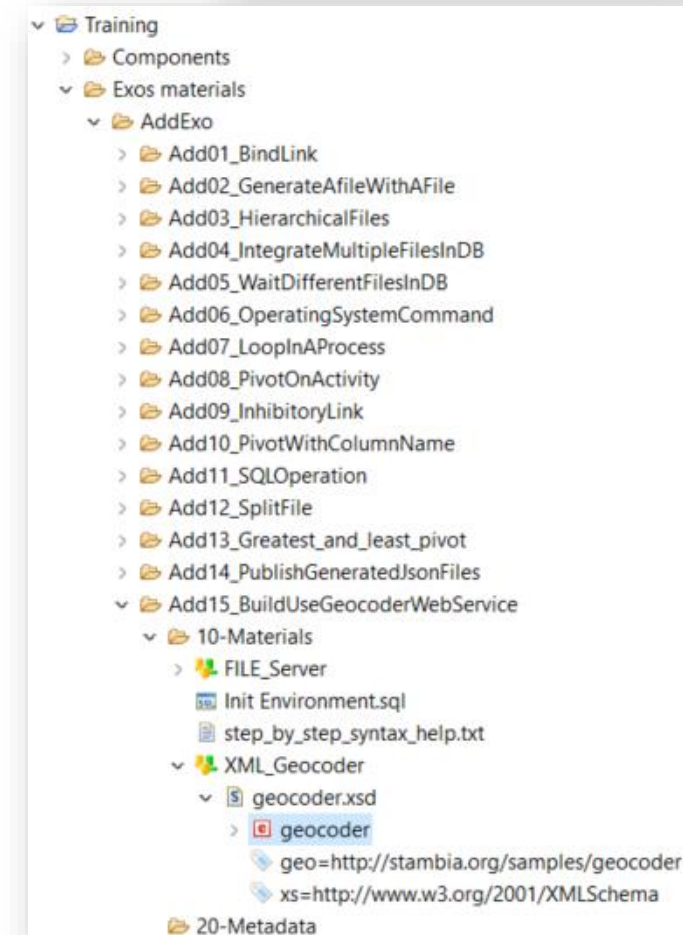 Training
Components
Exos materials
AddExo
Add01_BindLink
Add02_GenerateAfileWithAFile
Add03_HierarchicalFiles
Add04_IntegrateMultipleFilesInDB
Add05_WaitDifferentFilesInDB
Add06_OperatingSystemCommand
Add07_LoopInAProcess
Add08_PivotOnActivity
Add09_InhibitoryLink
Add10_PivotWithColumnName
Add11_SQLOperation
Add12_SplitFile
Add13_Greatest_and_least_pivot
Add14_PublishGeneratedJsonFiles
Add15_BuildUseGeocoderWebService
10-Materials
FILE_Server
Init Environment.sql
step_by_step_syntax_help.txt
XML_Geocoder
geocoder.xsd
geocoder
geo=http://stambia.org/samples/geocoder
xs=http://www.w3.org/2001/XMLSchema
20-Metadata